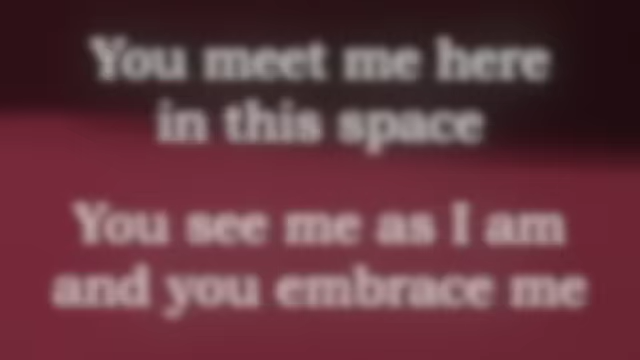 You meet me here
in this space
You see me as I am
and you embrace me